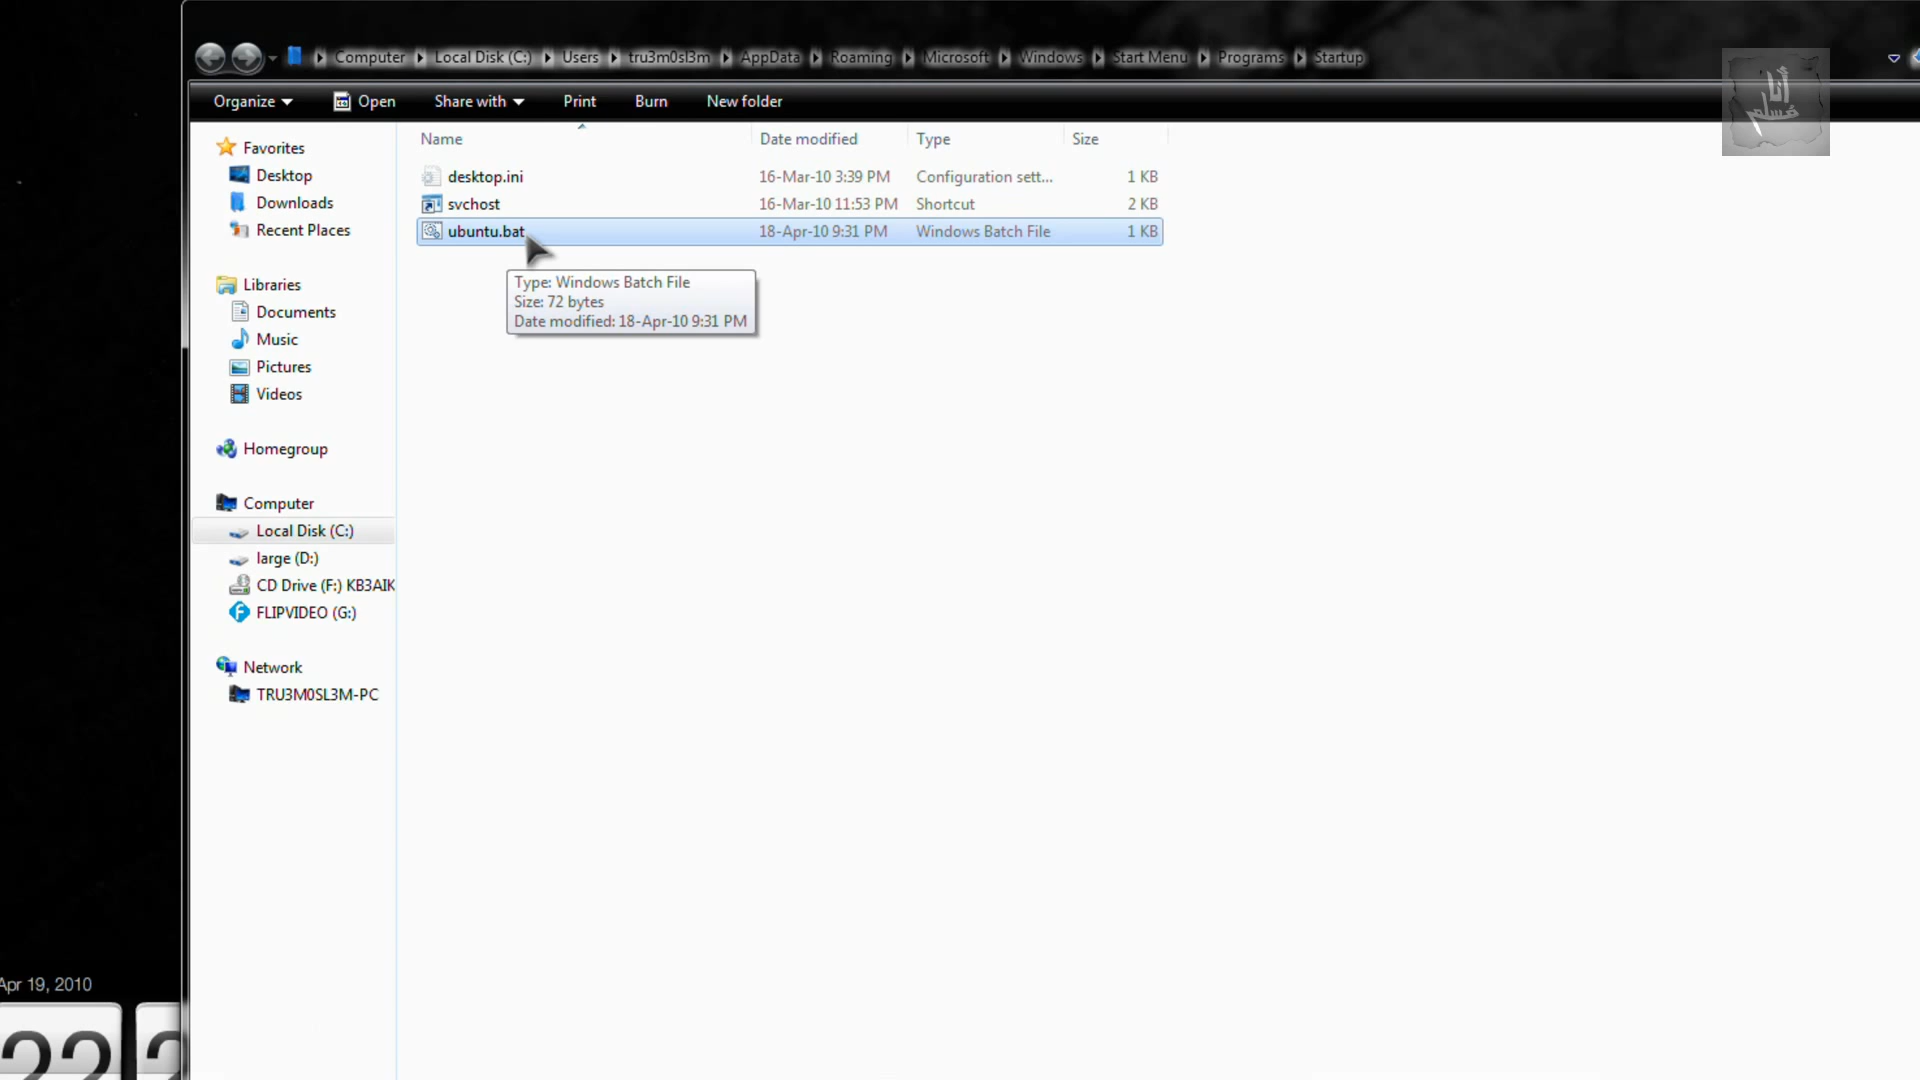 Computer Local Disk (C:) Users tru3m0sl3m AppData Roaming Microsoft Windows Start Menu Programs Startup
Organize Open Share with Print Burn New folder
أنا
مسلم
Name Date modified Type Size
desktop.ini 16-Mar-10 3:39 PM Configuration sett... 1 KB
svchost 16-Mar-10 11:53 PM Shortcut 2 KB
ubuntu.bat 18-Apr-10 9:31 PM Windows Batch File 1 KB
Type: Windows Batch File
Size: 72 bytes
Date modified: 18-Apr-10 9:31 PM
Favorites
Desktop
Downloads
Recent Places
Libraries
Documents
Music
Pictures
Videos
Homegroup
Computer
Local Disk (C:)
large (D:)
CD Drive (F:) KB3AIK
FLIPVIDEO (G:)
Network
TRU3M0SL3M-PC
Apr 19, 2010
22 2